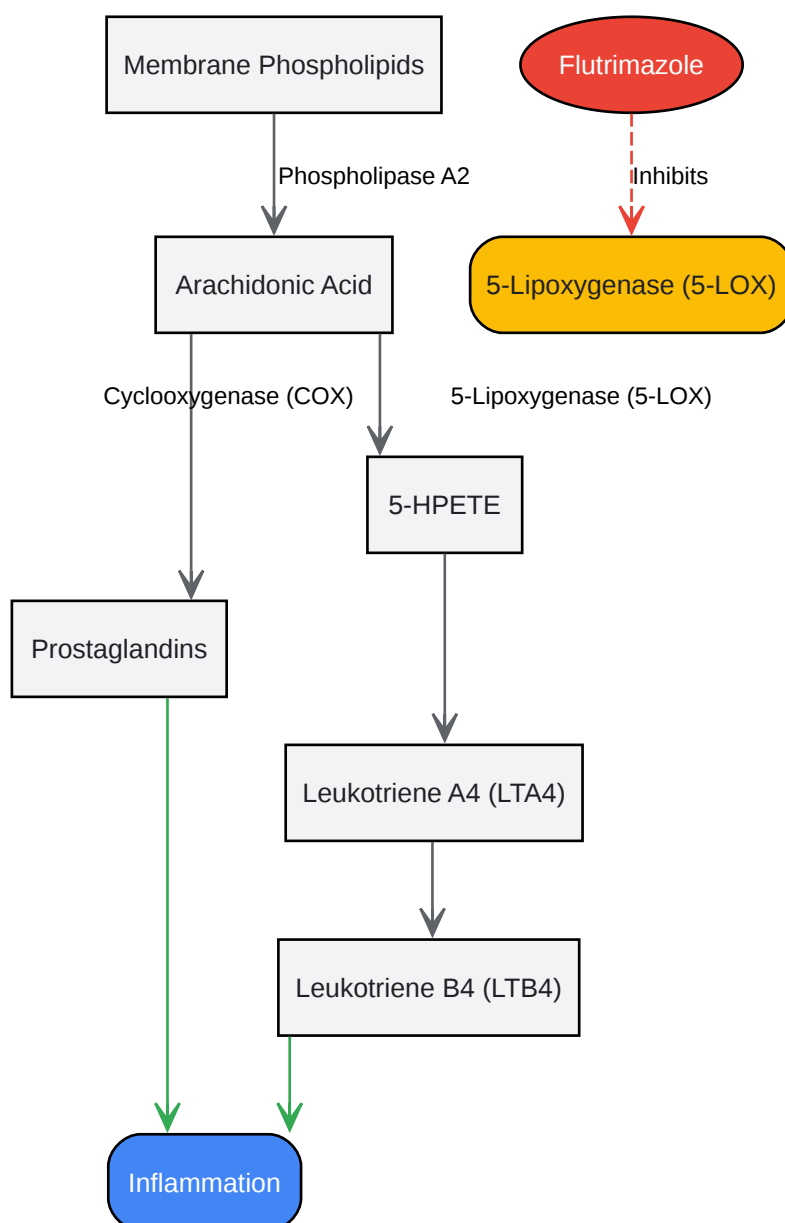 Membrane Phospholipids
Flutrimazole
Phospholipase A2
Inhibits
Arachidonic Acid
5-Lipoxygenase (5-LOX)
Cyclooxygenase (COX)
5-Lipoxygenase (5-LOX)
5-HPETE
Prostaglandins
Leukotriene A4 (LTA4)
Leukotriene B4 (LTB4)
Inflammation